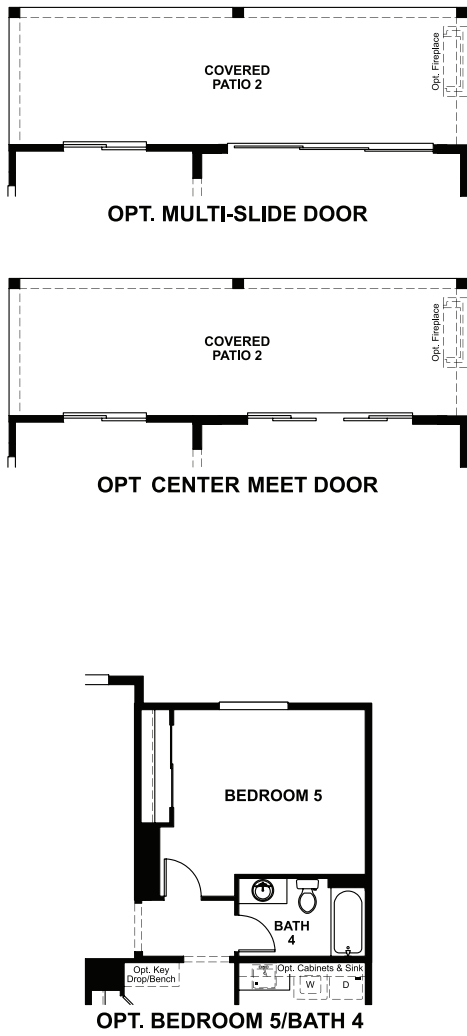 Opt. Fireplace
COVERED
PATIO 2
OPT. MULTI-SLIDE DOOR
Opt. Fireplace
COVERED
PATIO 2
OPT CENTER MEET DOOR
BEDROOM 5
BATH
4
Opt. Key
Drop/Bench
Opt. Cabinets & Sink
W
D
OPT. BEDROOM 5/BATH 4